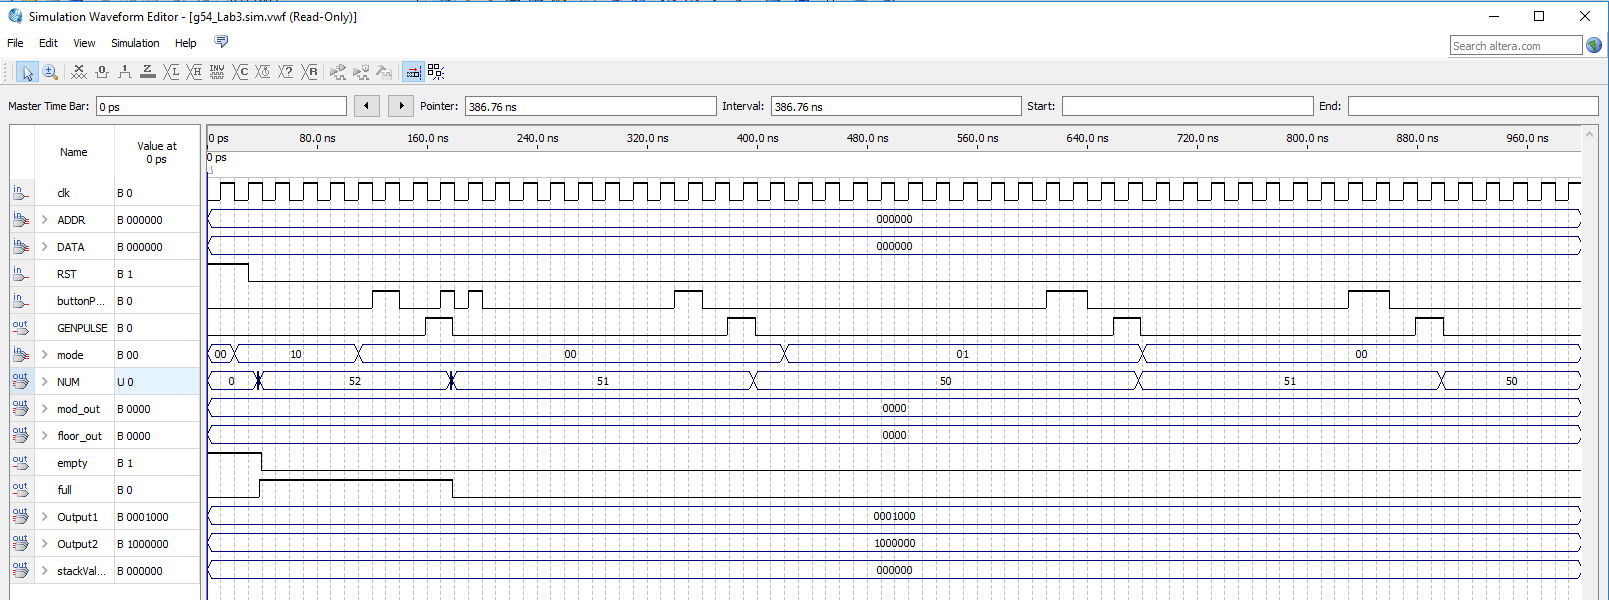 Simulation Waveform Editor - [g54_Lab3.sim.vwf (Read-Only)]
File Edit View Simulation Help
Search altera.com
Master Time Bar: 0 ps Pointer: 386.76 ns Interval: 386.76 ns Start: End:
Name Value at 0 ps
0 ps 80.0 ns 160.0 ns 240.0 ns 320.0 ns 400.0 ns 480.0 ns 560.0 ns 640.0 ns 720.0 ns 800.0 ns 880.0 ns 960.0 ns
0 ps
in clk B 0
in ADDR B 000000 000000
in DATA B 000000 000000
in RST B 1
in buttonP... B 0
out GENPULSE B 0
in mode B 00 00 10 00 01 00
out NUM U 0 0 52 51 50 51 50
out mod_out B 0000 0000
out floor_out B 0000 0000
out empty B 1
out full B 0
out Output1 B 0001000 0001000
out Output2 B 1000000 1000000
out stackVal... B 000000 000000